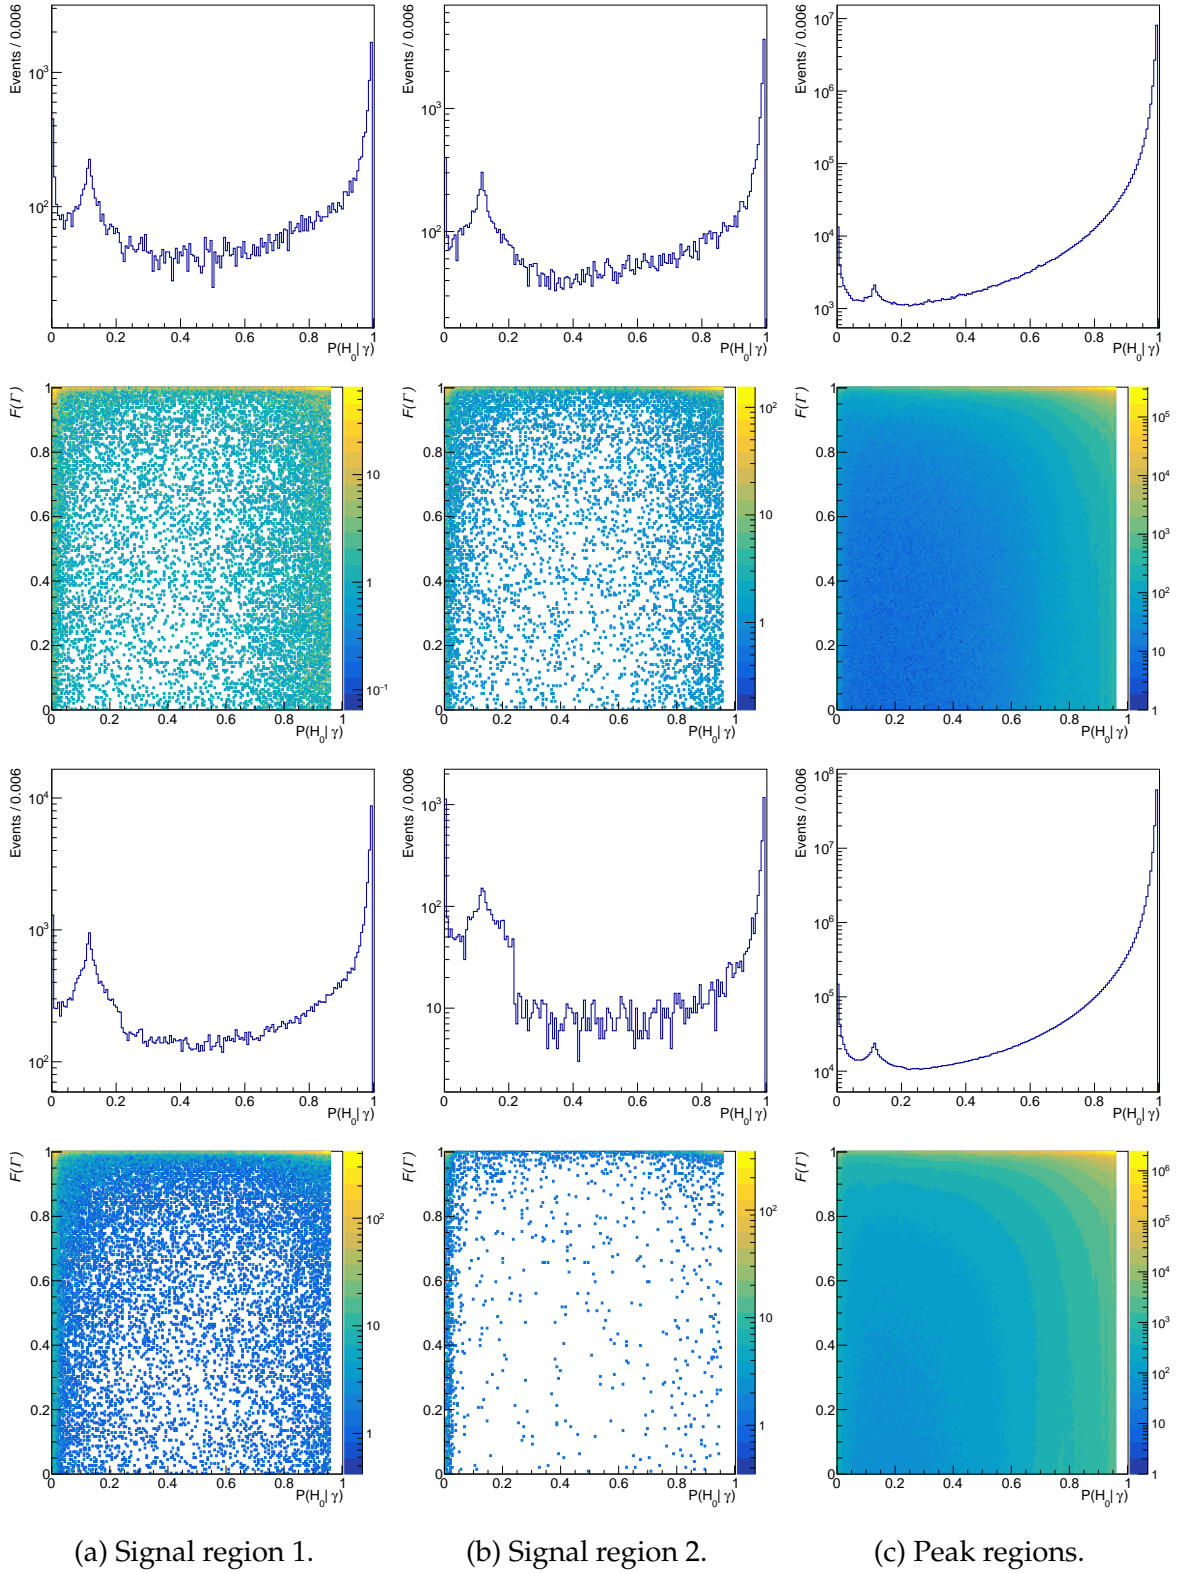 Events / 0.006
10³
10²
0 0.2 0.4 0.6 0.8 1
P(H₀| γ)
Events / 0.006
10³
10²
0 0.2 0.4 0.6 0.8 1
P(H₀| γ)
Events / 0.006
10⁷
10⁶
10⁵
10⁴
10³
0 0.2 0.4 0.6 0.8 1
P(H₀| γ)
F(Γ)
1
0.8
0.6
0.4
0.2
0
0 0.2 0.4 0.6 0.8 1
P(H₀| γ)
10
1
10⁻¹
F(Γ)
1
0.8
0.6
0.4
0.2
0
0 0.2 0.4 0.6 0.8 1
P(H₀| γ)
10²
10
1
F(Γ)
1
0.8
0.6
0.4
0.2
0
0 0.2 0.4 0.6 0.8 1
P(H₀| γ)
10⁵
10⁴
10³
10²
10
1
Events / 0.006
10⁴
10³
10²
0 0.2 0.4 0.6 0.8 1
P(H₀| γ)
Events / 0.006
10³
10²
10
0 0.2 0.4 0.6 0.8 1
P(H₀| γ)
Events / 0.006
10⁸
10⁷
10⁶
10⁵
10⁴
0 0.2 0.4 0.6 0.8 1
P(H₀| γ)
F(Γ)
1
0.8
0.6
0.4
0.2
0
0 0.2 0.4 0.6 0.8 1
P(H₀| γ)
10²
10
1
F(Γ)
1
0.8
0.6
0.4
0.2
0
0 0.2 0.4 0.6 0.8 1
P(H₀| γ)
10²
10
1
F(Γ)
1
0.8
0.6
0.4
0.2
0
0 0.2 0.4 0.6 0.8 1
P(H₀| γ)
10⁶
10⁵
10⁴
10³
10²
10
1
(a) Signal region 1.
(b) Signal region 2.
(c) Peak regions.